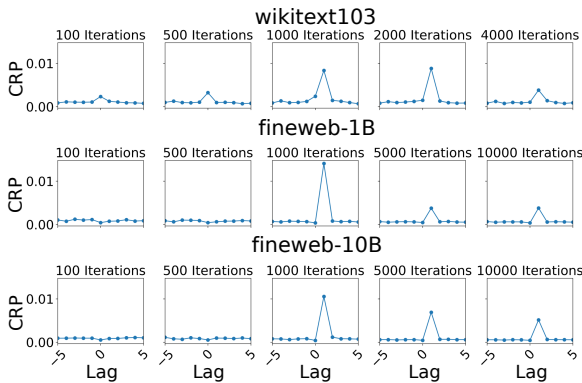 wikitext103
100 Iterations 500 Iterations 1000 Iterations 2000 Iterations 4000 Iterations
CRP
0.01
0.00
fineweb-1B
100 Iterations 500 Iterations 1000 Iterations 5000 Iterations 10000 Iterations
CRP
0.01
0.00
fineweb-10B
100 Iterations 500 Iterations 1000 Iterations 5000 Iterations 10000 Iterations
CRP
0.01
0.00
−5 0 5 −5 0 5 −5 0 5 −5 0 5 −5 0 5
Lag Lag Lag Lag Lag